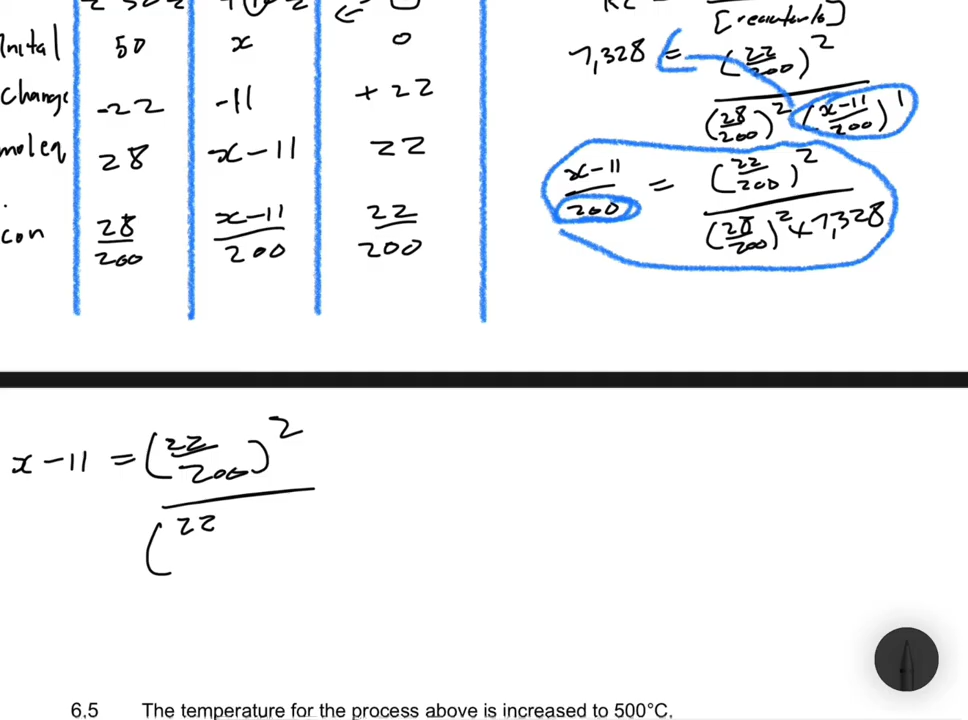 [reactants]
Inital 50 x 0
Change -22 -11 +22
mol eq 28 x-11 22
con 28/200 x-11/200 22/200
7,328 = (22/200)^2
(28/200)^2 (x-11/200)^1
x-11/200 = (22/200)^2
(28/200)^2 × 7,328
x-11 = (22/200)^2
(22
6.5 The temperature for the process above is increased to 500°C.